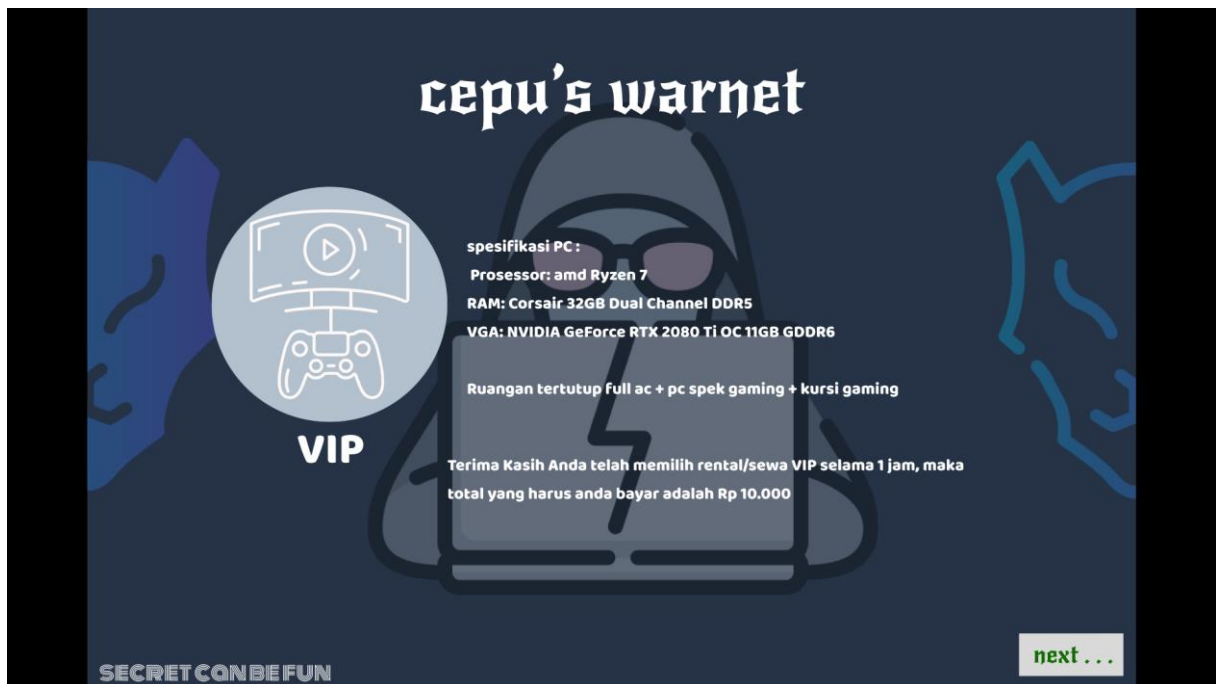 cepu's warnet
spesifikasi PC :
Prosessor: amd Ryzen 7
RAM: Corsair 32GB Dual Channel DDR5
VGA: NVIDIA GeForce RTX 2080 Ti OC 11GB GDDR6
Ruangan tertutup full ac + pc spek gaming + kursi gaming
VIP
Terima Kasih Anda telah memilih rental/sewa VIP selama 1 jam, maka
total yang harus anda bayar adalah Rp 10.000
next . . .
SECRET CAN BE FUN